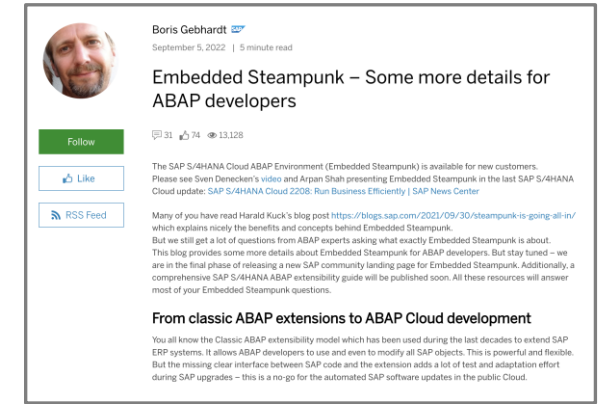 Boris Gebhardt SAP
September 5, 2022 | 5 minute read
Embedded Steampunk – Some more details for
ABAP developers
31 74 13,128
Follow
Like
RSS Feed
The SAP S/4HANA Cloud ABAP Environment (Embedded Steampunk) is available for new customers.
Please see Sven Denecken's video and Arpan Shah presenting Embedded Steampunk in the last SAP S/4HANA
Cloud update: SAP S/4HANA Cloud 2208: Run Business Efficiently | SAP News Center
Many of you have read Harald Kuck's blog post https://blogs.sap.com/2021/09/30/steampunk-is-going-all-in/
which explains nicely the benefits and concepts behind Embedded Steampunk.
But we still get a lot of questions from ABAP experts asking what exactly Embedded Steampunk is about.
This blog provides some more details about Embedded Steampunk for ABAP developers. But stay tuned – we
are in the final phase of releasing a new SAP community landing page for Embedded Steampunk. Additionally, a
comprehensive SAP S/4HANA ABAP extensibility guide will be published soon. All these resources will answer
most of your Embedded Steampunk questions.
From classic ABAP extensions to ABAP Cloud development
You all know the Classic ABAP extensibility model which has been used during the last decades to extend SAP
ERP systems. It allows ABAP developers to use and even to modify all SAP objects. This is powerful and flexible.
But the missing clear interface between SAP code and the extension adds a lot of test and adaptation effort
during SAP upgrades – this is a no-go for the automated SAP software updates in the public Cloud.